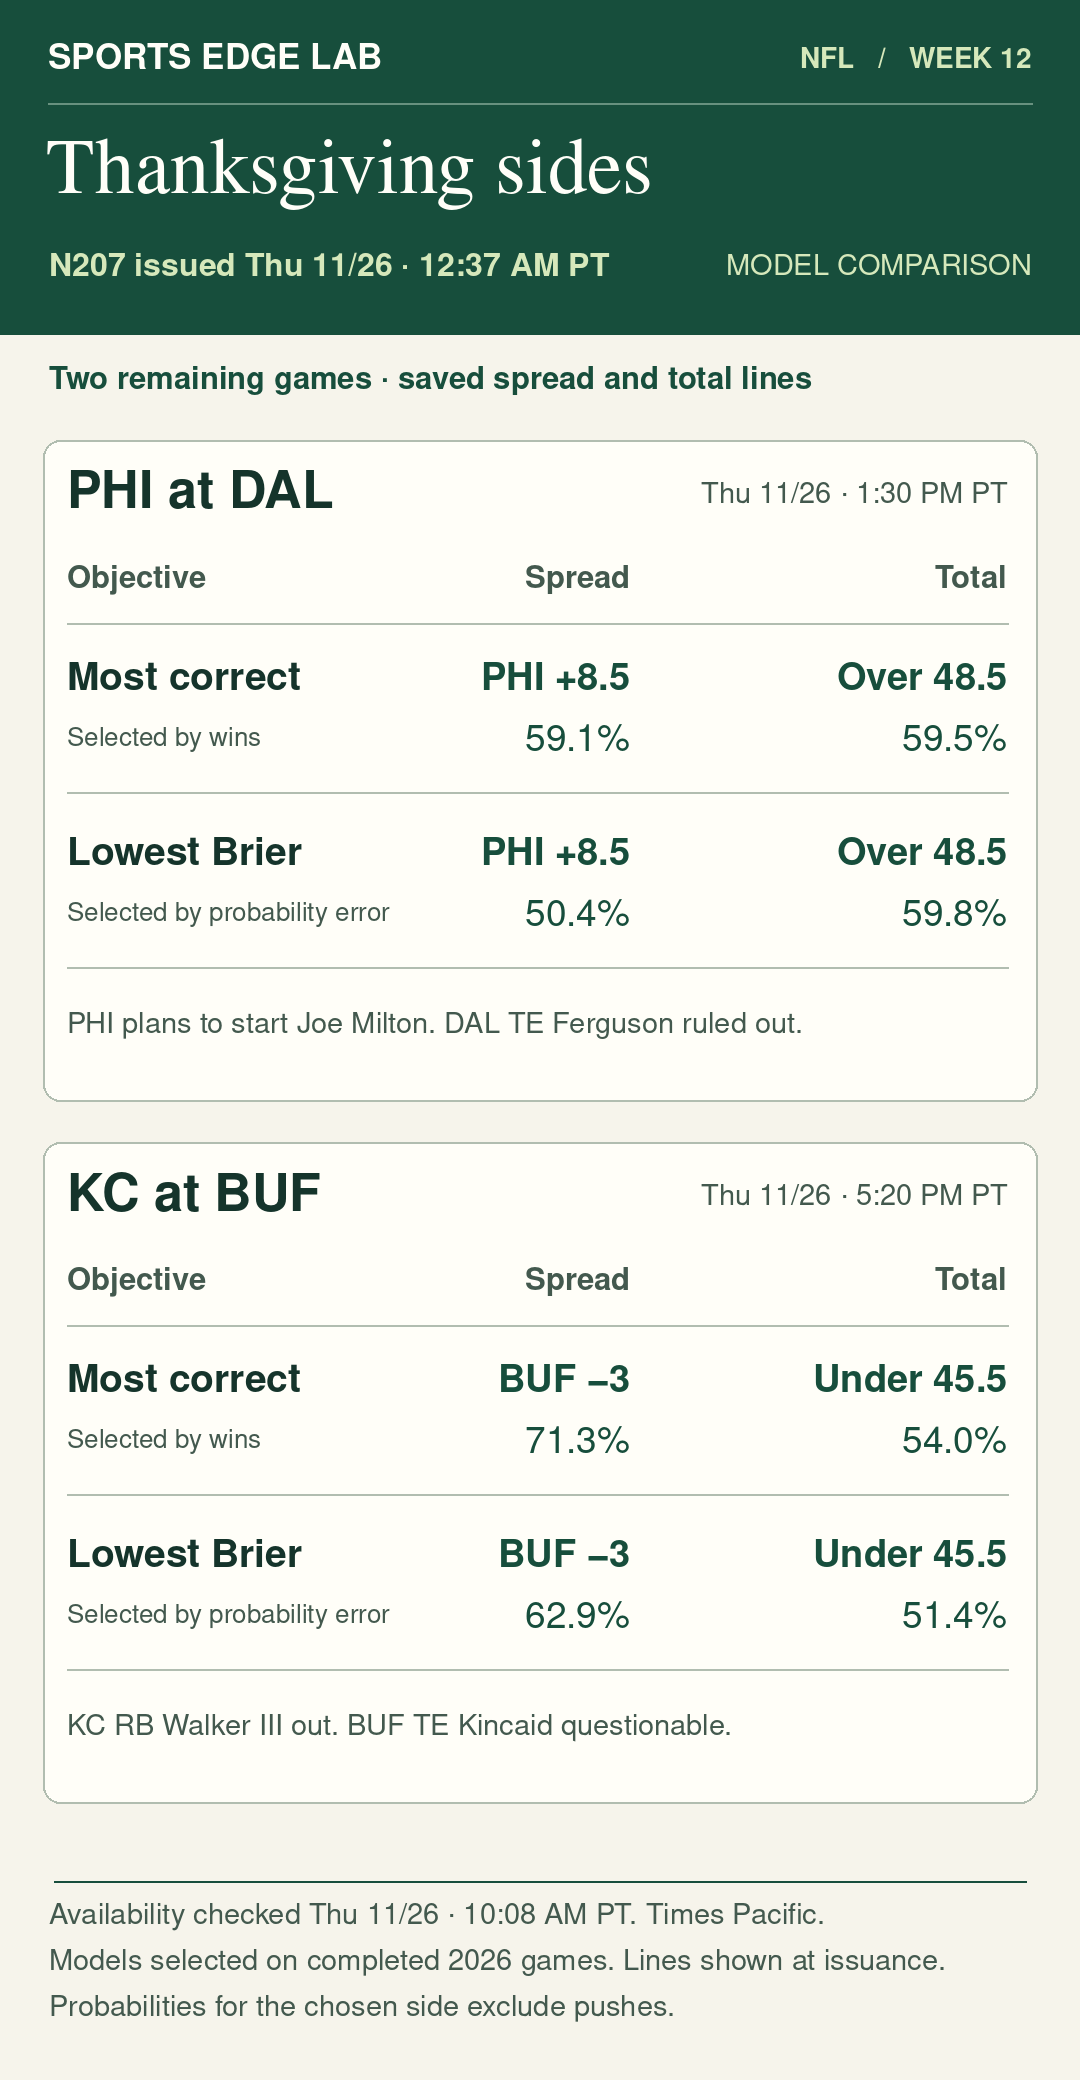 SPORTS EDGE LAB NFL / WEEK 12
Thanksgiving sides
N207 issued Thu 11/26 · 12:37 AM PT MODEL COMPARISON
Two remaining games · saved spread and total lines
PHI at DAL Thu 11/26 · 1:30 PM PT
Objective Spread Total
Most correct PHI +8.5 Over 48.5
Selected by wins 59.1% 59.5%
Lowest Brier PHI +8.5 Over 48.5
Selected by probability error 50.4% 59.8%
PHI plans to start Joe Milton. DAL TE Ferguson ruled out.
KC at BUF Thu 11/26 · 5:20 PM PT
Objective Spread Total
Most correct BUF −3 Under 45.5
Selected by wins 71.3% 54.0%
Lowest Brier BUF −3 Under 45.5
Selected by probability error 62.9% 51.4%
KC RB Walker III out. BUF TE Kincaid questionable.
Availability checked Thu 11/26 · 10:08 AM PT. Times Pacific.
Models selected on completed 2026 games. Lines shown at issuance.
Probabilities for the chosen side exclude pushes.